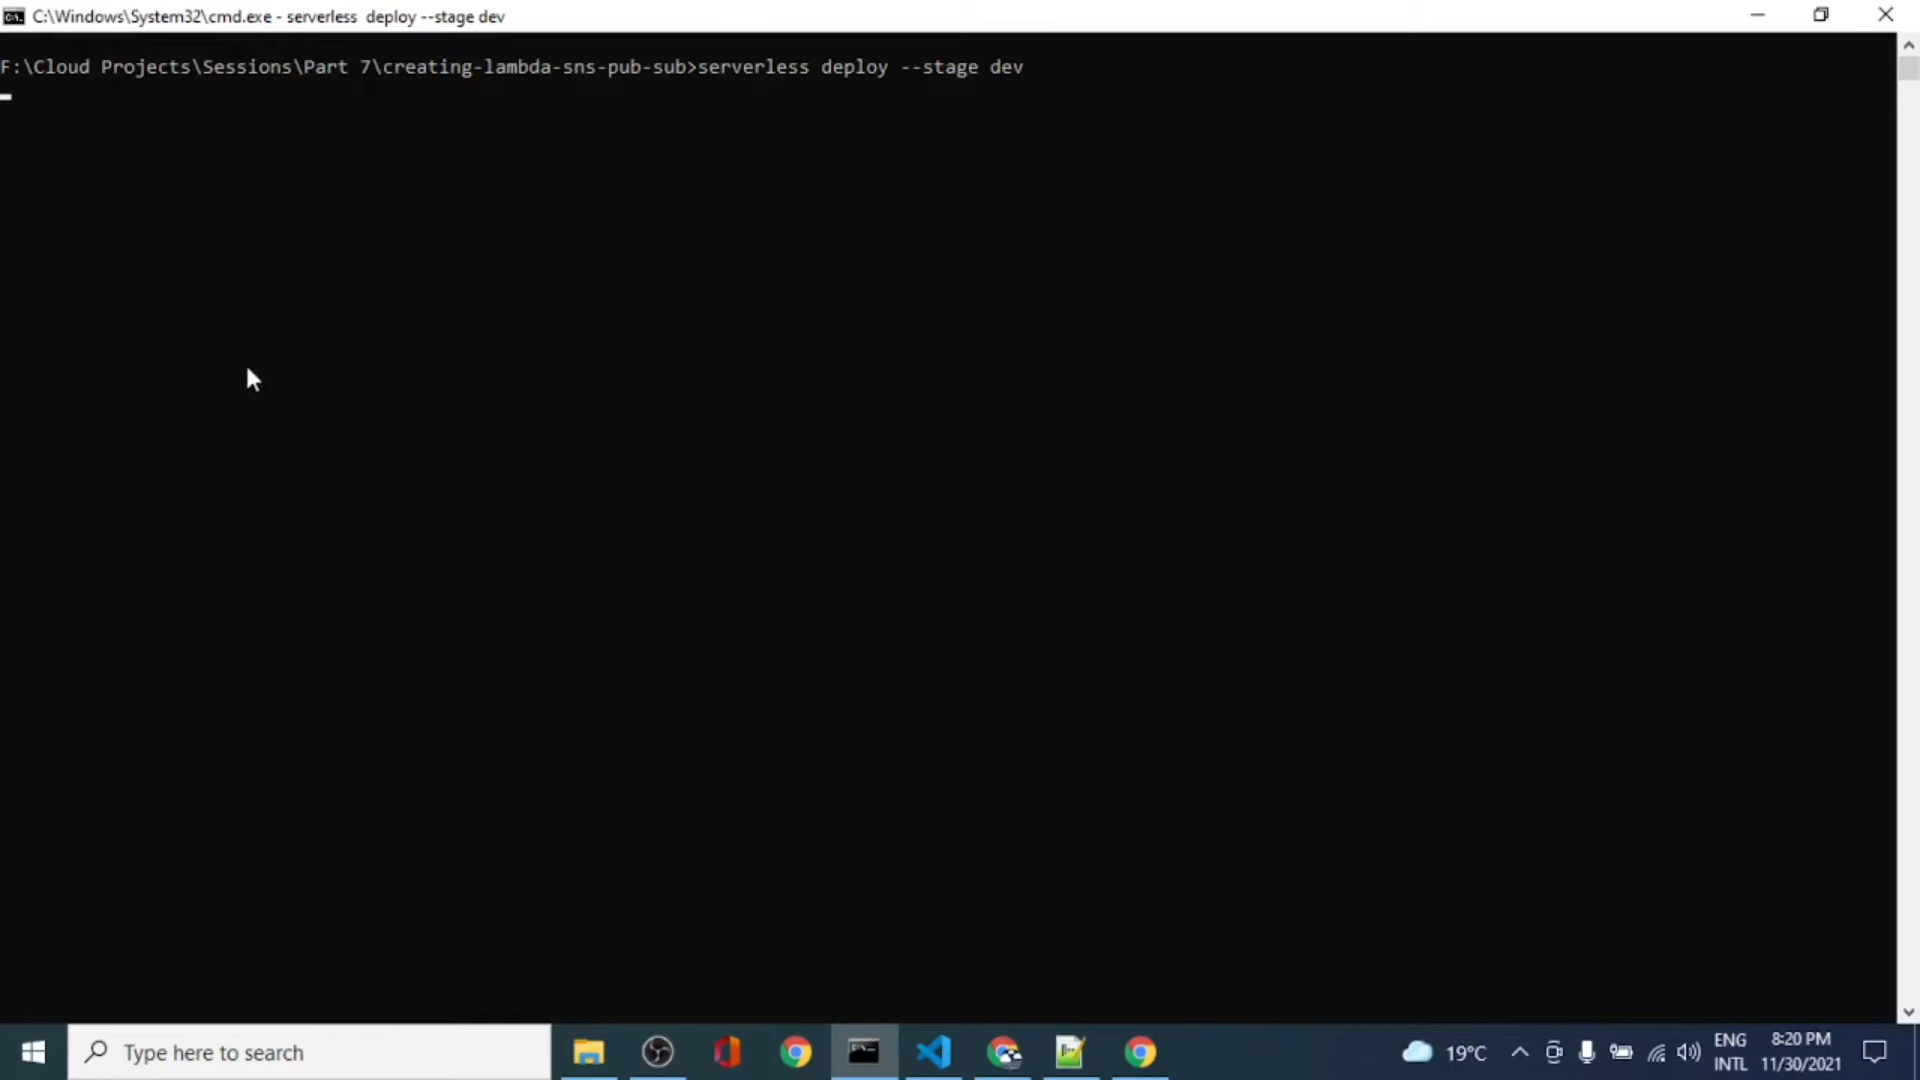 C:\Windows\System32\cmd.exe - serverless  deploy --stage dev
F:\Cloud Projects\Sessions\Part 7\creating-lambda-sns-pub-sub>serverless deploy --stage dev
Type here to search
19°C
ENG
INTL
8:20 PM
11/30/2021